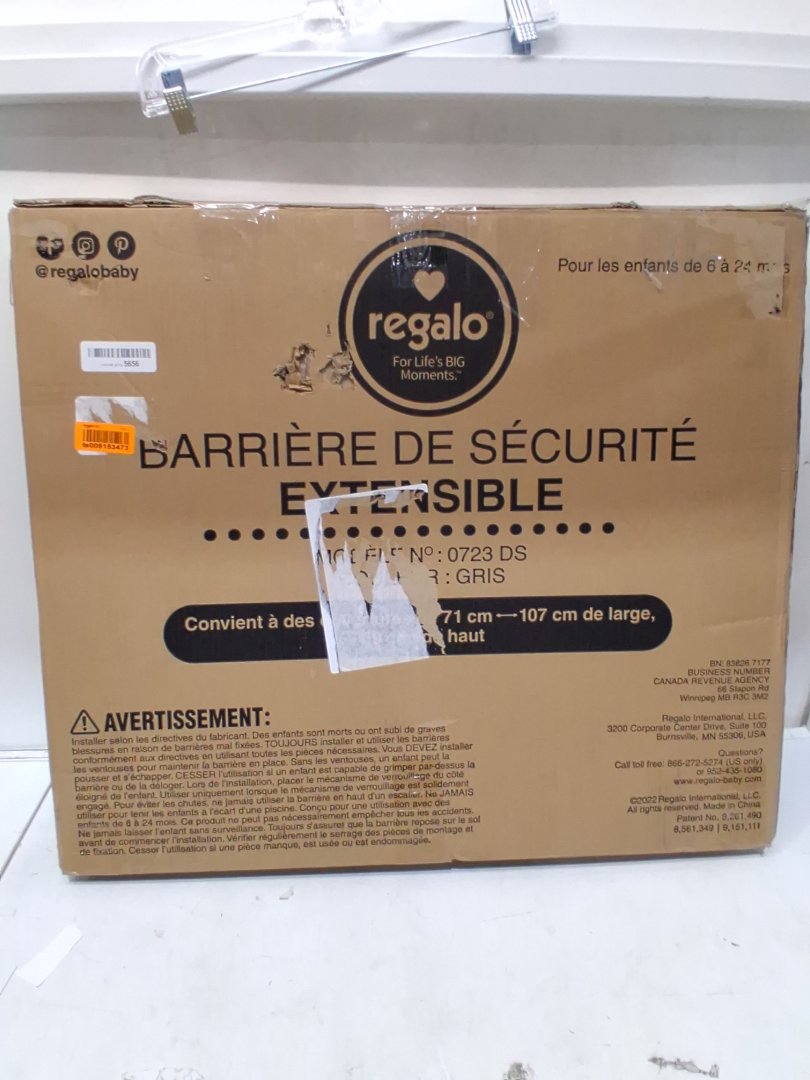 @regalobaby
Pour les enfants de 6 à 24
regalo®
For Life's BIG
Moments.™
5656
ts005153473
BARRIÈRE DE SÉCURITÉ
EXTENSIBLE
MODÈLE Nº : 0723 DS
: GRIS
Convient à des 71 cm ⟷ 107 cm de large,
haut
BN: 83826 7177
BUSINESS NUMBER
CANADA REVENUE AGENCY
66 Slapon Rd
Winnipeg MB R3C 3M2
Regalo International, LLC.
3200 Corporate Center Drive, Suite 100
Burnsville, MN 55306, USA
Questions?
Call toll free: 866-272-5274 (US only)
or 952-435-1080
www.regalo-baby.com
©2022 Regalo International, LLC.
All rights reserved. Made in China
Patent No. 8,261,490
8,561,349 | 9,151,111
AVERTISSEMENT:
Installer selon les directives du fabricant. Des enfants sont morts ou ont subi de graves
blessures en raison de barrières mal fixées. TOUJOURS installer et utiliser les barrières
conformément aux directives en utilisant toutes les pièces nécessaires. Vous DEVEZ installer
les ventouses pour maintenir la barrière en place. Sans les ventouses, un enfant peut la
pousser et s'échapper. CESSER l'utilisation si un enfant est capable de grimper par-dessus la
barrière ou de la déloger. Lors de l'installation, placer le mécanisme de verrouillage du côté
éloigné de l'enfant. Utiliser uniquement lorsque le mécanisme de verrouillage est solidement
engagé. Pour éviter les chutes, ne jamais utiliser la barrière en haut d'un escalier. Ne JAMAIS
utiliser pour tenir les enfants à l'écart d'une piscine. Conçu pour une utilisation avec des
enfants de 6 à 24 mois. Ce produit ne peut pas nécessairement empêcher tous les accidents.
Ne jamais laisser l'enfant sans surveillance. Toujours s'assurer que la barrière repose sur le sol
avant de commencer l'installation. Vérifier régulièrement le serrage des pièces de montage et
de fixation. Cesser l'utilisation si une pièce manque, est usée ou est endommagée.